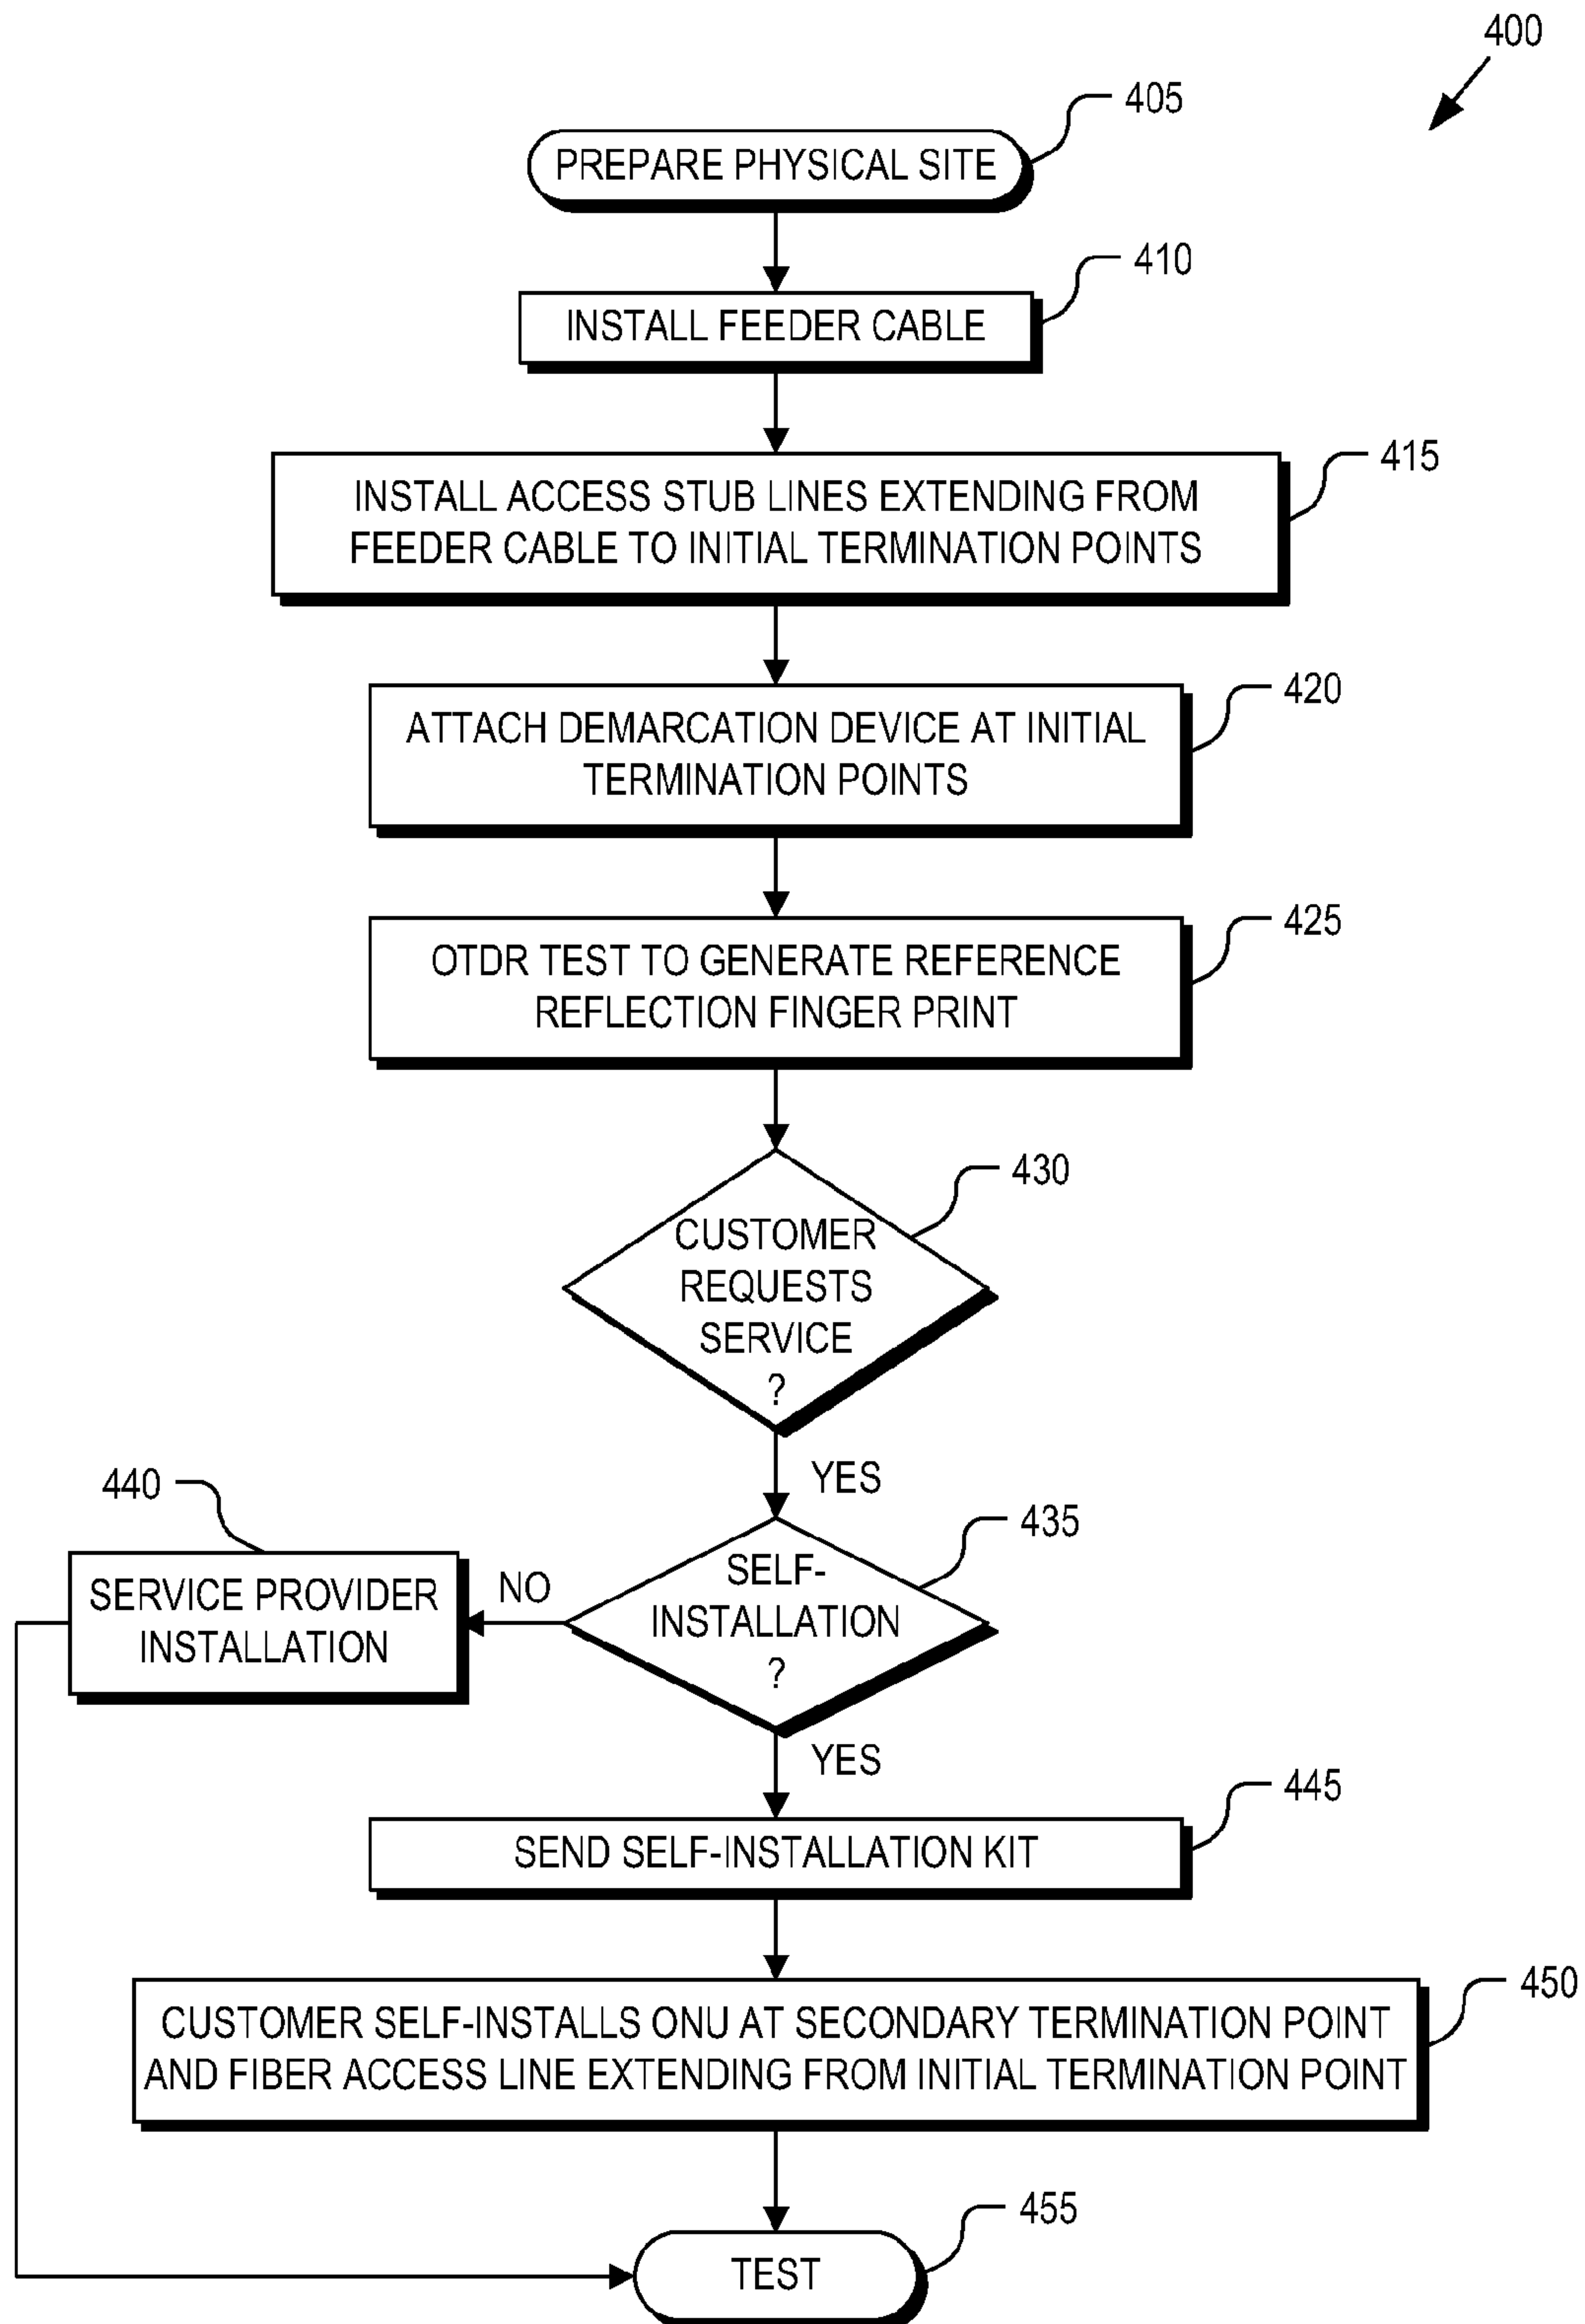 400
405
PREPARE PHYSICAL SITE
410
INSTALL FEEDER CABLE
415
INSTALL ACCESS STUB LINES EXTENDING FROM
FEEDER CABLE TO INITIAL TERMINATION POINTS
420
ATTACH DEMARCATION DEVICE AT INITIAL
TERMINATION POINTS
425
OTDR TEST TO GENERATE REFERENCE
REFLECTION FINGER PRINT
430
CUSTOMER
REQUESTS
SERVICE
?
YES
440
435
SERVICE PROVIDER
INSTALLATION
NO
SELF-
INSTALLATION
?
YES
445
SEND SELF-INSTALLATION KIT
450
CUSTOMER SELF-INSTALLS ONU AT SECONDARY TERMINATION POINT
AND FIBER ACCESS LINE EXTENDING FROM INITIAL TERMINATION POINT
455
TEST